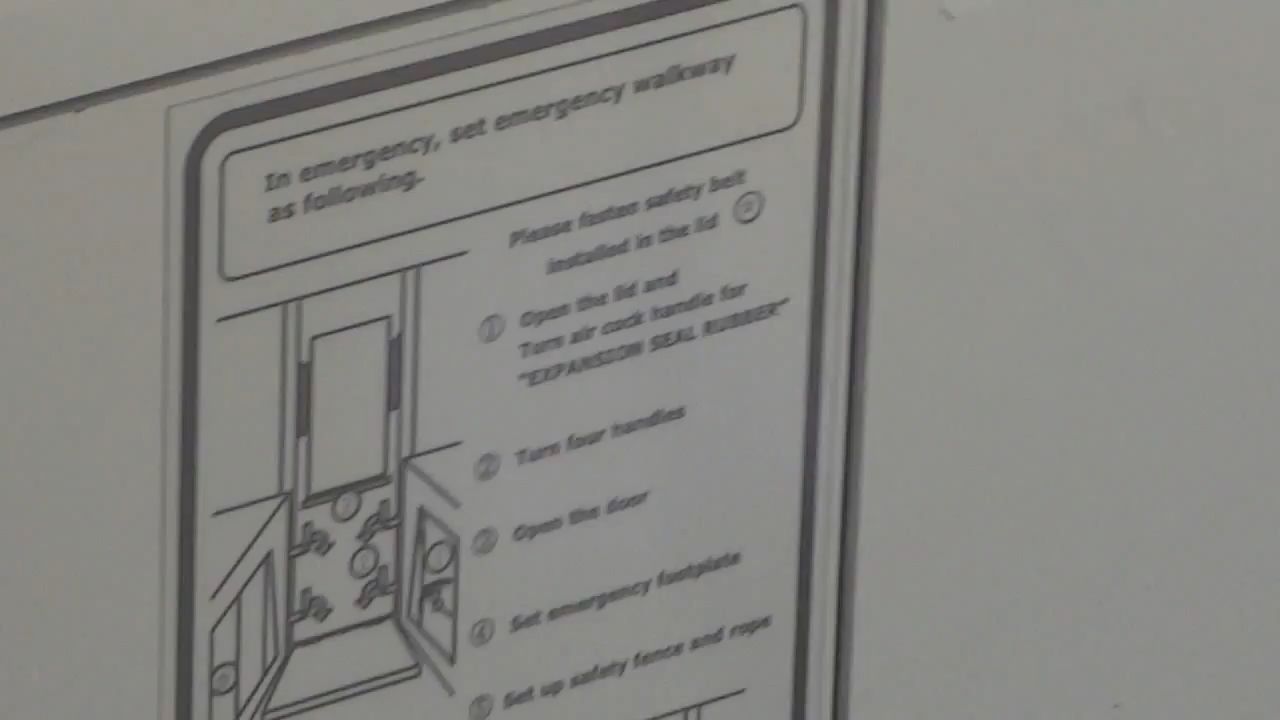 In emergency, set emergency walkway
as following.
Please fasten safety belt
installed in the lid
① Open the lid and
Turn air cock handle for
"EXPANSION SEAL RUBBER"
② Turn four handles
③ Open the door
④ Set emergency footplate
⑤ Set up safety fence and rope